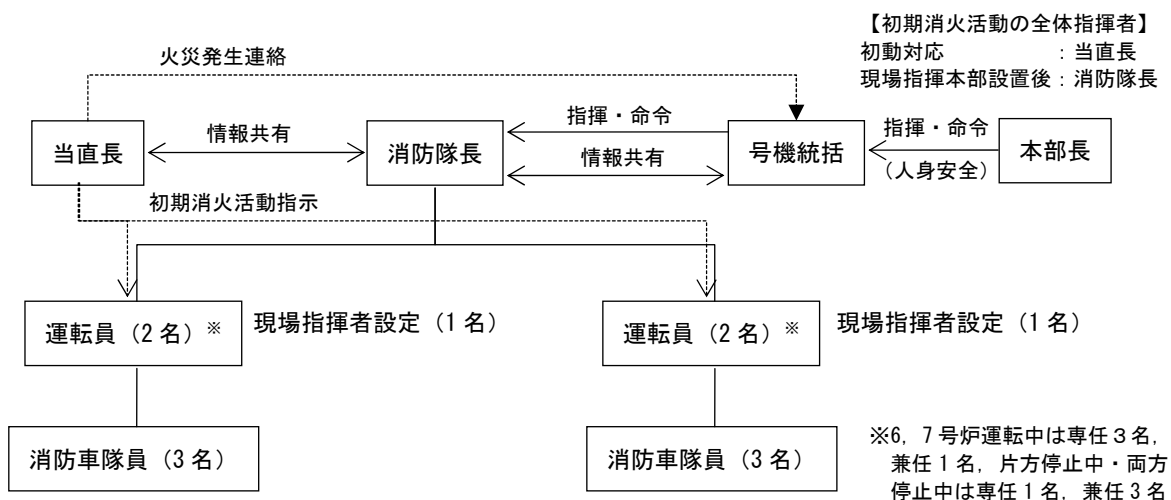 【初期消火活動の全体指揮者】
初動対応　　　　　：当直長
現場指揮本部設置後：消防隊長
火災発生連絡
当直長
情報共有
消防隊長
指揮・命令
情報共有
号機統括
指揮・命令
（人身安全）
本部長
初期消火活動指示
運転員（2 名）※
現場指揮者設定（1 名）
運転員（2 名）※
現場指揮者設定（1 名）
消防車隊員（3 名）
消防車隊員（3 名）
※6，7 号炉運転中は専任３名，
兼任 1 名，片方停止中・両方
停止中は専任 1 名，兼任 3 名